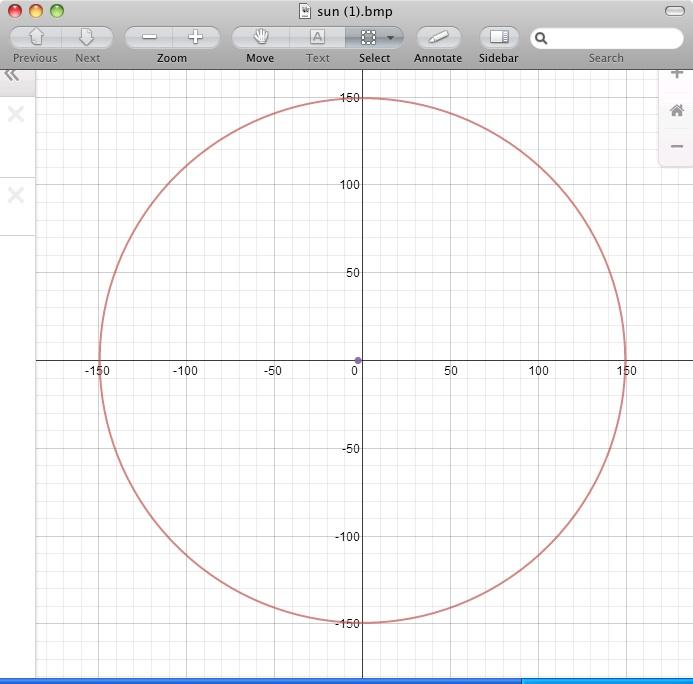 sun (1).bmp
Previous Next Zoom Move Text Select Annotate Sidebar Search
A
150
100
50
-150 -100 -50 0 50 100 150
-50
-100
-150